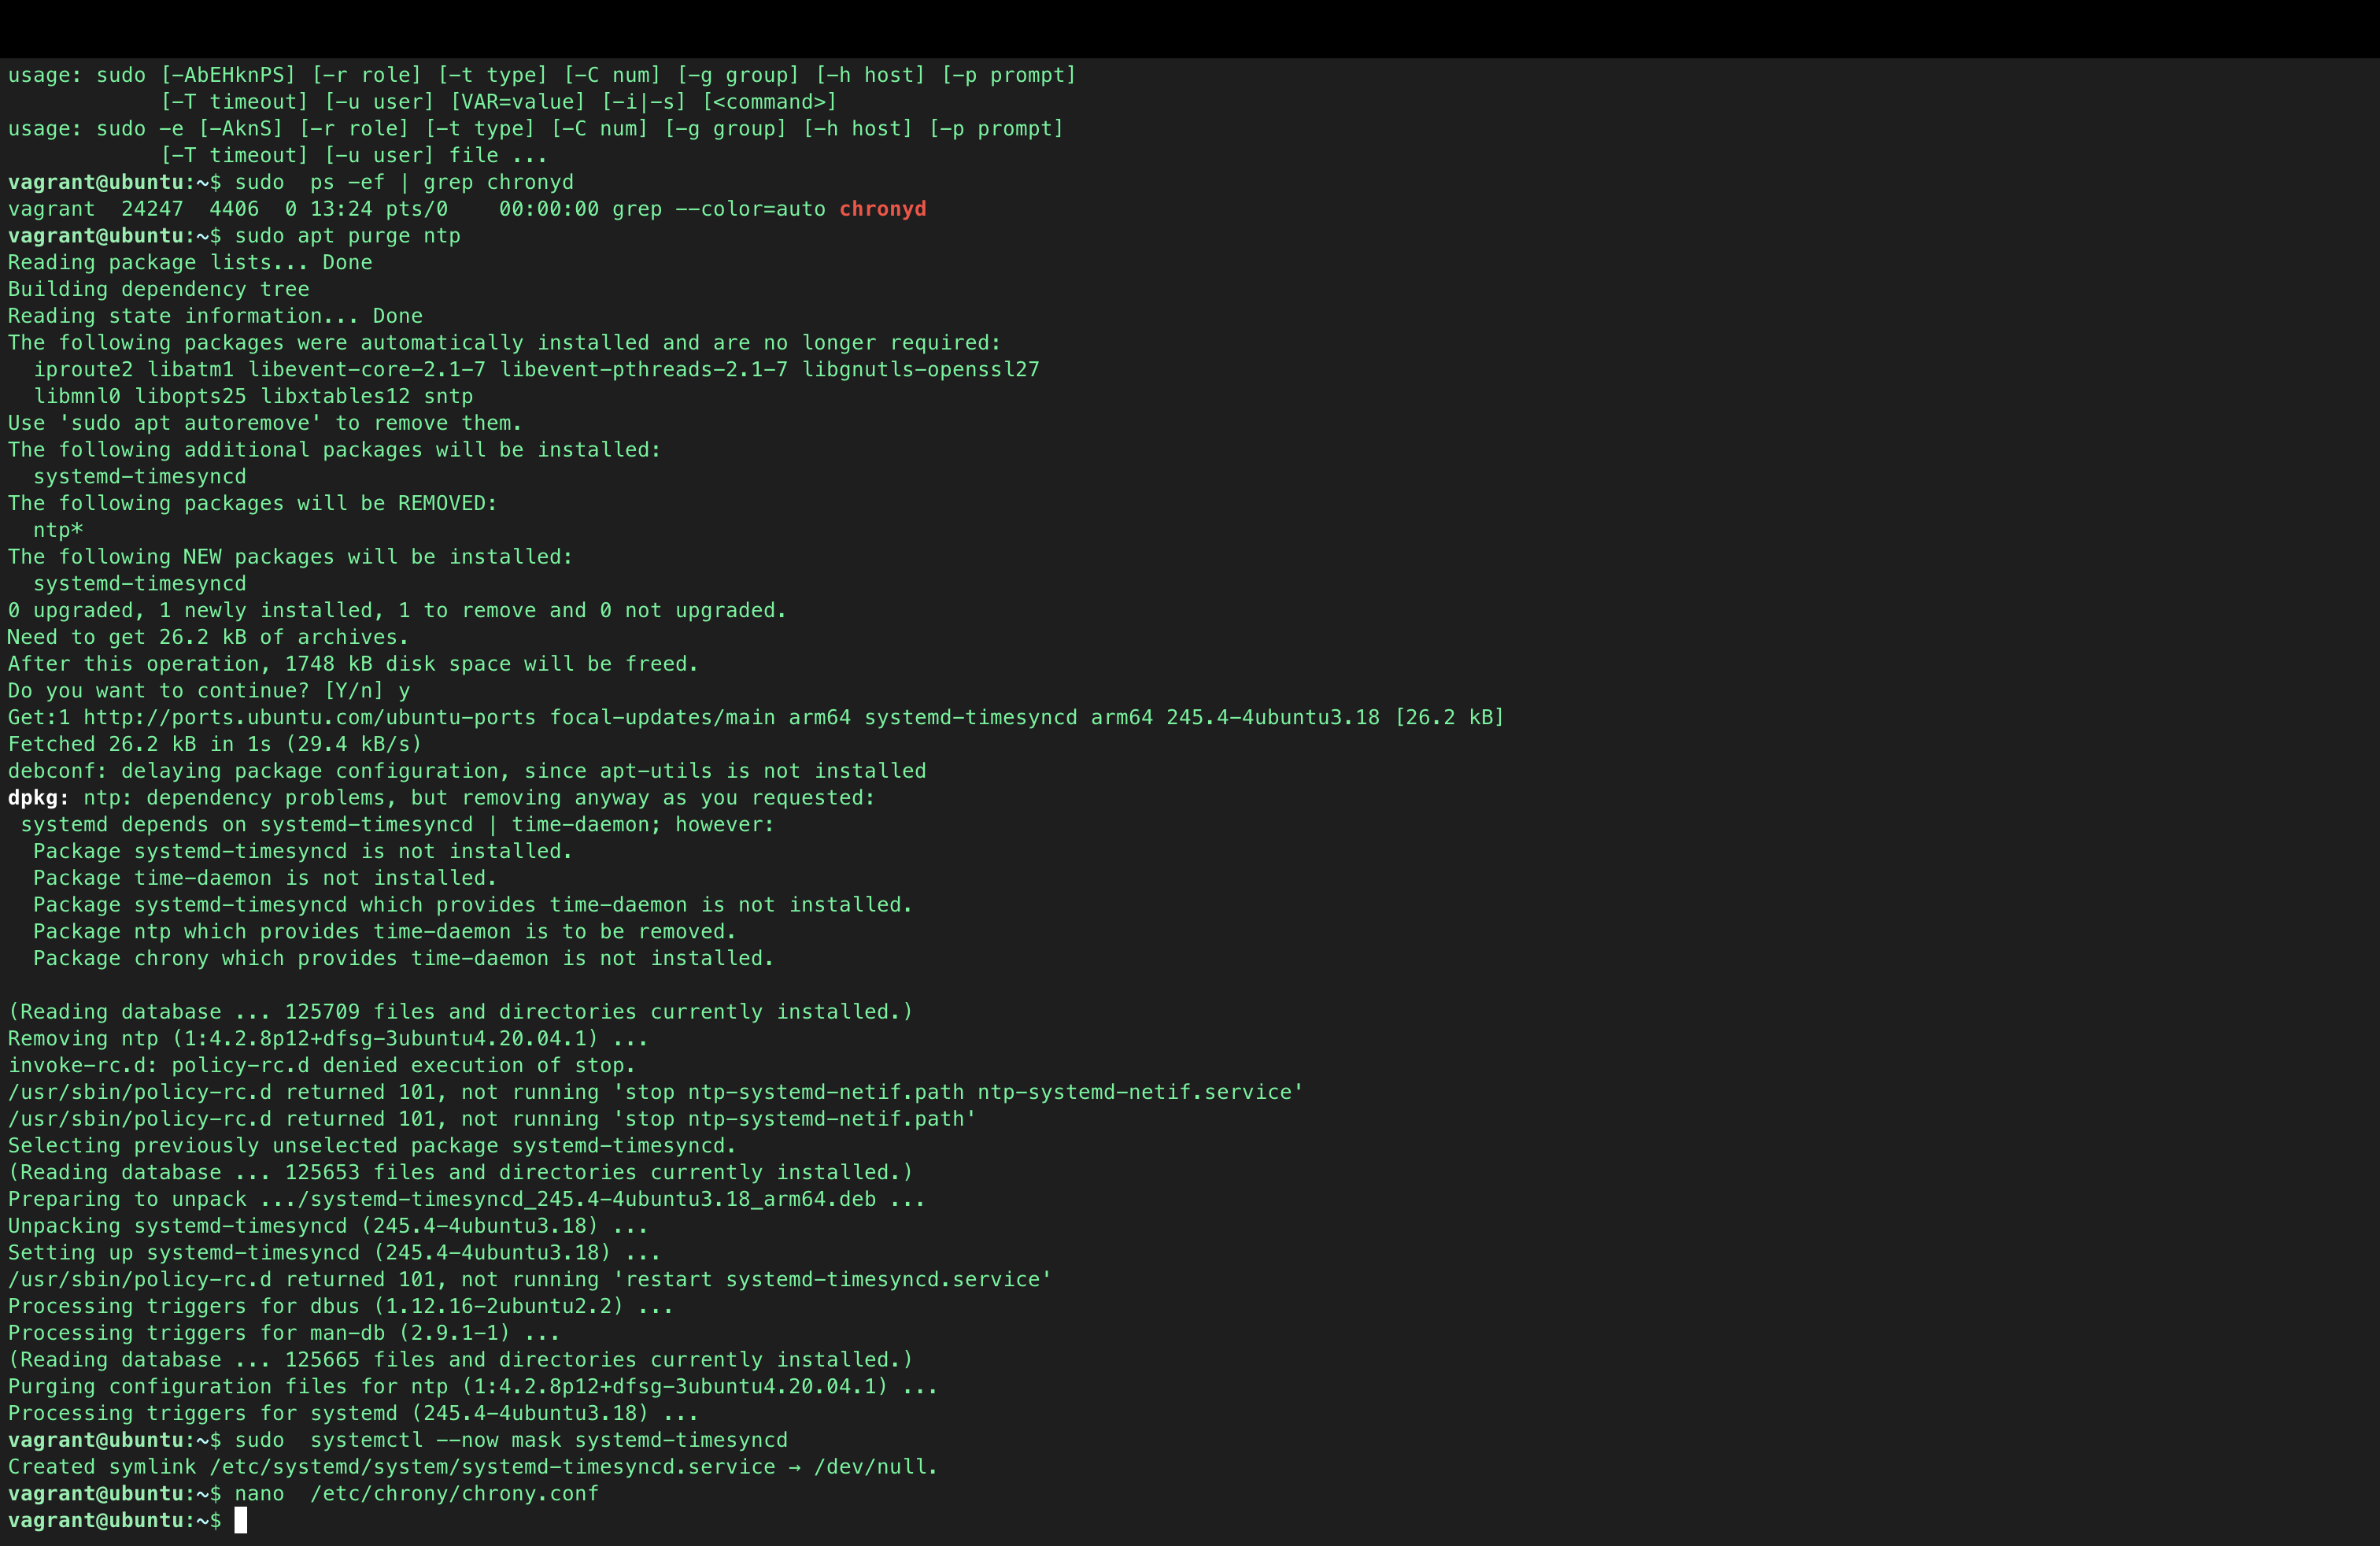 usage: sudo [-AbEHknPS] [-r role] [-t type] [-C num] [-g group] [-h host] [-p prompt]
            [-T timeout] [-u user] [VAR=value] [-i|-s] [<command>]
usage: sudo -e [-AknS] [-r role] [-t type] [-C num] [-g group] [-h host] [-p prompt]
            [-T timeout] [-u user] file ...
vagrant@ubuntu:~$ sudo  ps -ef | grep chronyd
vagrant  24247  4406  0 13:24 pts/0    00:00:00 grep --color=auto chronyd
vagrant@ubuntu:~$ sudo apt purge ntp
Reading package lists... Done
Building dependency tree
Reading state information... Done
The following packages were automatically installed and are no longer required:
  iproute2 libatm1 libevent-core-2.1-7 libevent-pthreads-2.1-7 libgnutls-openssl27
  libmnl0 libopts25 libxtables12 sntp
Use 'sudo apt autoremove' to remove them.
The following additional packages will be installed:
  systemd-timesyncd
The following packages will be REMOVED:
  ntp*
The following NEW packages will be installed:
  systemd-timesyncd
0 upgraded, 1 newly installed, 1 to remove and 0 not upgraded.
Need to get 26.2 kB of archives.
After this operation, 1748 kB disk space will be freed.
Do you want to continue? [Y/n] y
Get:1 http://ports.ubuntu.com/ubuntu-ports focal-updates/main arm64 systemd-timesyncd arm64 245.4-4ubuntu3.18 [26.2 kB]
Fetched 26.2 kB in 1s (29.4 kB/s)
debconf: delaying package configuration, since apt-utils is not installed
dpkg: ntp: dependency problems, but removing anyway as you requested:
 systemd depends on systemd-timesyncd | time-daemon; however:
  Package systemd-timesyncd is not installed.
  Package time-daemon is not installed.
  Package systemd-timesyncd which provides time-daemon is not installed.
  Package ntp which provides time-daemon is to be removed.
  Package chrony which provides time-daemon is not installed.

(Reading database ... 125709 files and directories currently installed.)
Removing ntp (1:4.2.8p12+dfsg-3ubuntu4.20.04.1) ...
invoke-rc.d: policy-rc.d denied execution of stop.
/usr/sbin/policy-rc.d returned 101, not running 'stop ntp-systemd-netif.path ntp-systemd-netif.service'
/usr/sbin/policy-rc.d returned 101, not running 'stop ntp-systemd-netif.path'
Selecting previously unselected package systemd-timesyncd.
(Reading database ... 125653 files and directories currently installed.)
Preparing to unpack .../systemd-timesyncd_245.4-4ubuntu3.18_arm64.deb ...
Unpacking systemd-timesyncd (245.4-4ubuntu3.18) ...
Setting up systemd-timesyncd (245.4-4ubuntu3.18) ...
/usr/sbin/policy-rc.d returned 101, not running 'restart systemd-timesyncd.service'
Processing triggers for dbus (1.12.16-2ubuntu2.2) ...
Processing triggers for man-db (2.9.1-1) ...
(Reading database ... 125665 files and directories currently installed.)
Purging configuration files for ntp (1:4.2.8p12+dfsg-3ubuntu4.20.04.1) ...
Processing triggers for systemd (245.4-4ubuntu3.18) ...
vagrant@ubuntu:~$ sudo  systemctl --now mask systemd-timesyncd
Created symlink /etc/systemd/system/systemd-timesyncd.service → /dev/null.
vagrant@ubuntu:~$ nano  /etc/chrony/chrony.conf
vagrant@ubuntu:~$